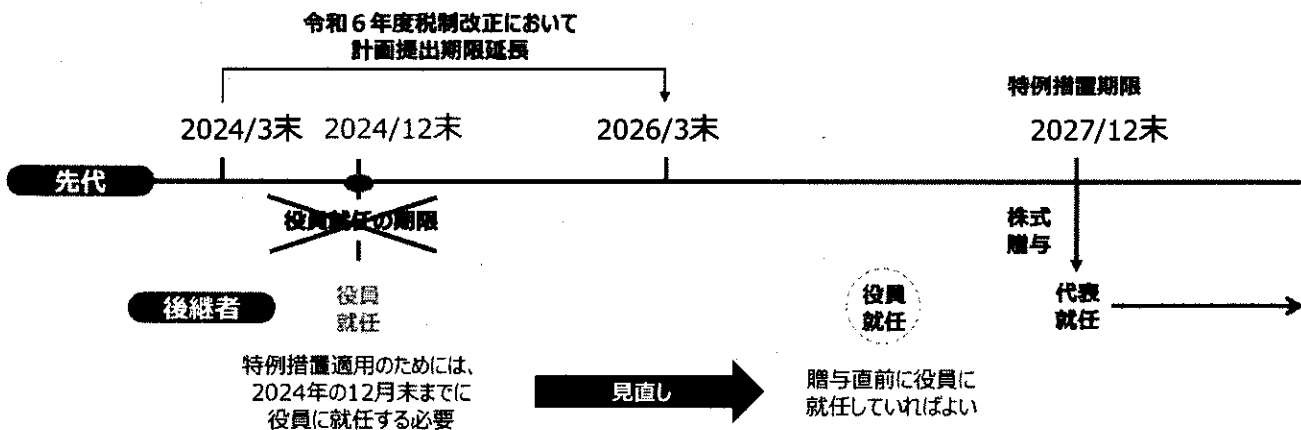 令和６年度税制改正において
計画提出期限延長
特例措置期限
2024/3末 2024/12末 2026/3末 2027/12末
先代
役員就任の期限
株式
贈与
後継者
役員
就任
役員
就任
代表
就任
特例措置適用のためには、
2024年の12月末までに
役員に就任する必要
見直し
贈与直前に役員に
就任していればよい